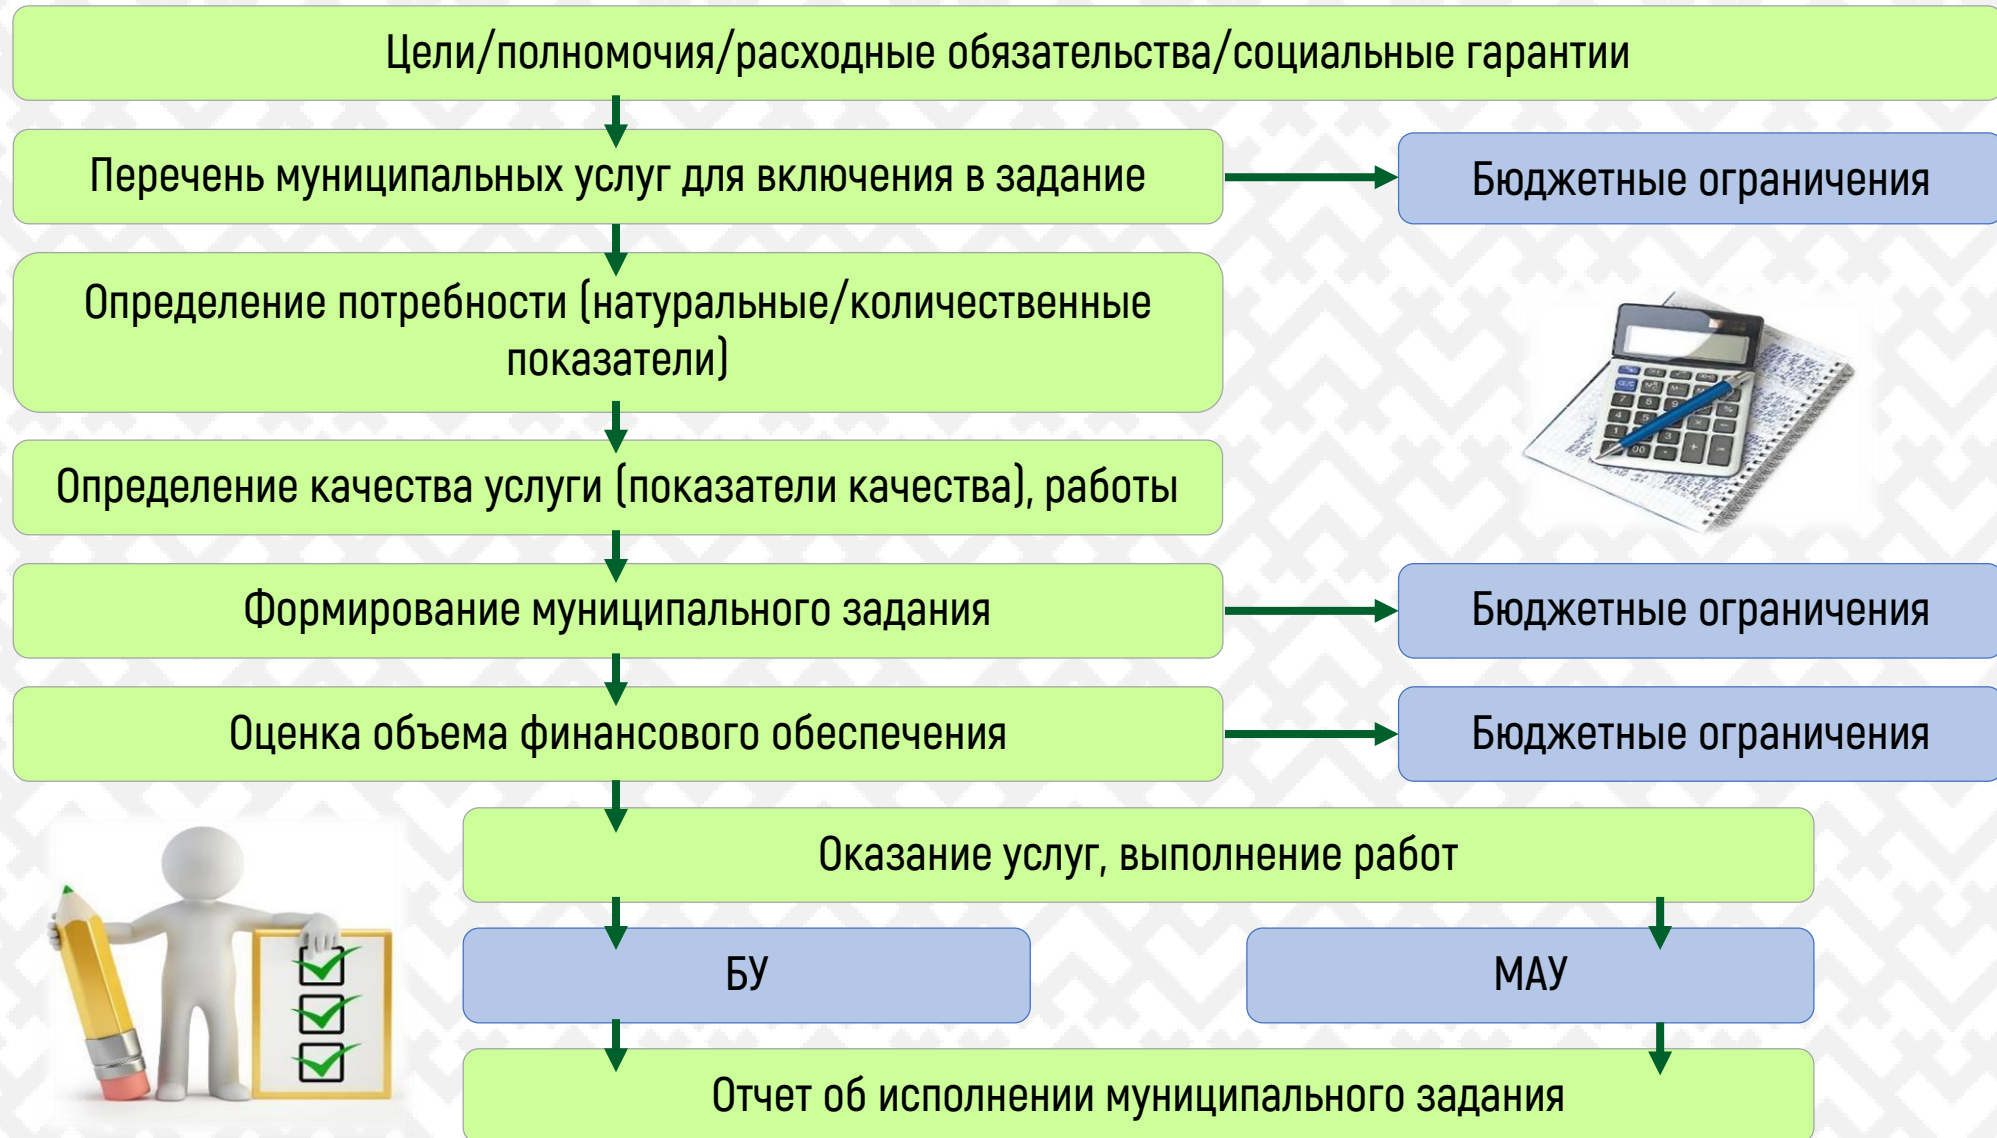 Цели/полномочия/расходные обязательства/социальные гарантии
Перечень муниципальных услуг для включения в задание
Бюджетные ограничения
Определение потребности (натуральные/количественные
показатели)
Определение качества услуги (показатели качества), работы
Формирование муниципального задания
Бюджетные ограничения
Оценка объема финансового обеспечения
Бюджетные ограничения
Оказание услуг, выполнение работ
БУ
МАУ
Отчет об исполнении муниципального задания